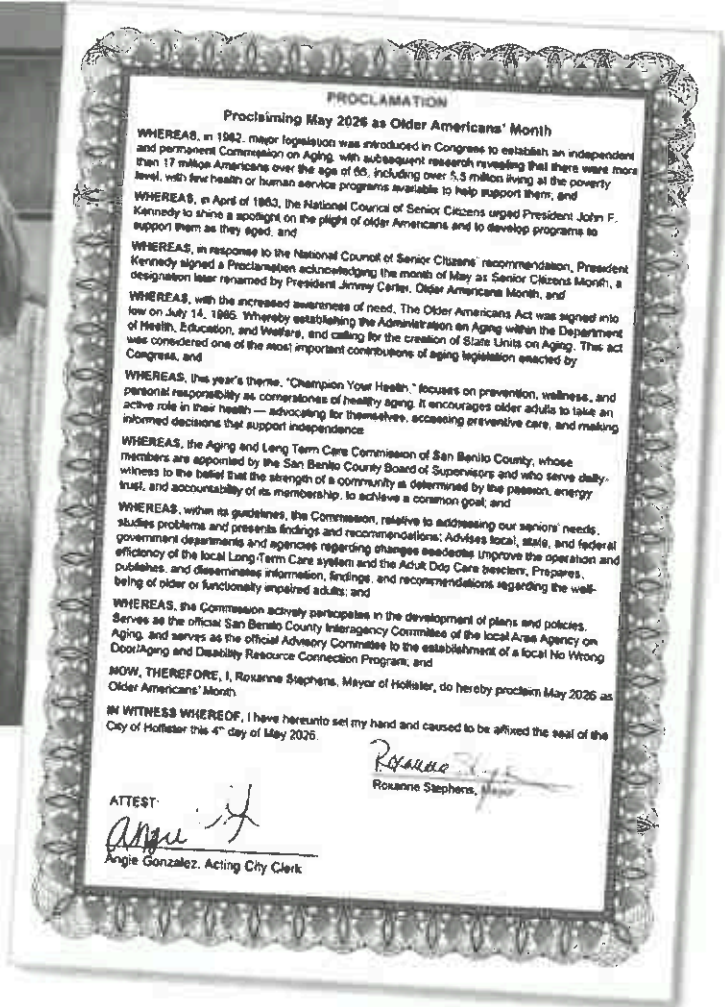 PROCLAMATION
Proclaiming May 2026 as Older Americans' Month
WHEREAS, in 1962, major legislation was introduced in Congress to establish an independent
and permanent Commission on Aging, with subsequent research revealing that there were more
than 17 million Americans over the age of 65, including over 5.5 million living at the poverty
level, with few health or human service programs available to help support them, and
WHEREAS, in April of 1963, the National Council of Senior Citizens urged President John F.
Kennedy to shine a spotlight on the plight of older Americans and to develop programs to
support them as they aged, and
WHEREAS, in response to the National Council of Senior Citizens' recommendation, President
Kennedy signed a Proclamation acknowledging the month of May as Senior Citizens Month, a
designation later renamed by President Jimmy Carter, Older Americans Month, and
WHEREAS, with the increased awareness of need, The Older Americans Act was signed into
law on July 14, 1965. Whereby establishing the Administration on Aging within the Department
of Health, Education, and Welfare, and calling for the creation of State Units on Aging. This act
was considered one of the most important contributions of aging legislation enacted by
Congress, and
WHEREAS, this year's theme, "Champion Your Health," focuses on prevention, wellness, and
personal responsibility as cornerstones of healthy aging. It encourages older adults to take an
active role in their health — advocating for themselves, accessing preventive care, and making
informed decisions that support independence
WHEREAS, the Aging and Long Term Care Commission of San Benito County, whose
members are appointed by the San Benito County Board of Supervisors and who serve daily-
witness to the belief that the strength of a community is determined by the passion, energy
trust, and accountability of its membership, to achieve a common goal; and
WHEREAS, within its guidelines, the Commission, relative to addressing our seniors' needs,
studies problems and presents findings and recommendations; Advises local, state, and federal
government departments and agencies regarding changes improve the operation and
efficiency of the local Long-Term Care system and the Adult Care Prepares,
publishes, and disseminates information, findings, and recommendations regarding the well-
being of older or functionally impaired adults; and
WHEREAS, the Commission actively participates in the development of plans and policies.
Serves as the official San Benito County Interagency Committee of the local Area Agency on
Aging, and serves as the official Advisory Committee to the establishment of a local No Wrong
Door/Aging and Disability Resource Connection Program; and
NOW, THEREFORE, I, Roxanne Stephens, Mayor of Hollister, do hereby proclaim May 2026 as
Older Americans' Month
IN WITNESS WHEREOF, I have hereunto set my hand and caused to be affixed the seal of the
City of Hollister this 4th day of May 2026.
Roxanne
Roxanne Stephens, Mayor
ATTEST:
Angie
Angie Gonzalez, Acting City Clerk